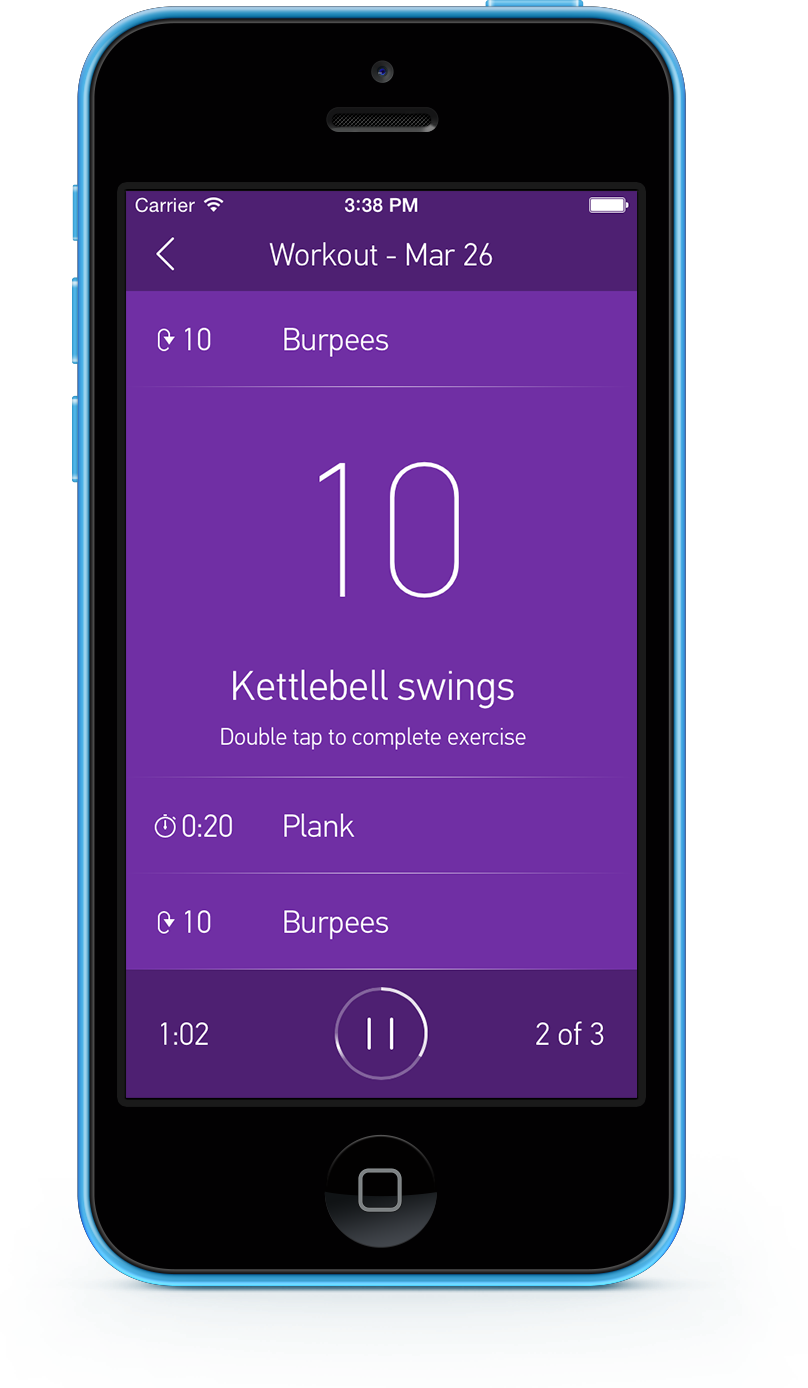 Carrier 3:38 PM
Workout - Mar 26
10 Burpees
10
Kettlebell swings
Double tap to complete exercise
0:20 Plank
10 Burpees
1:02 2 of 3